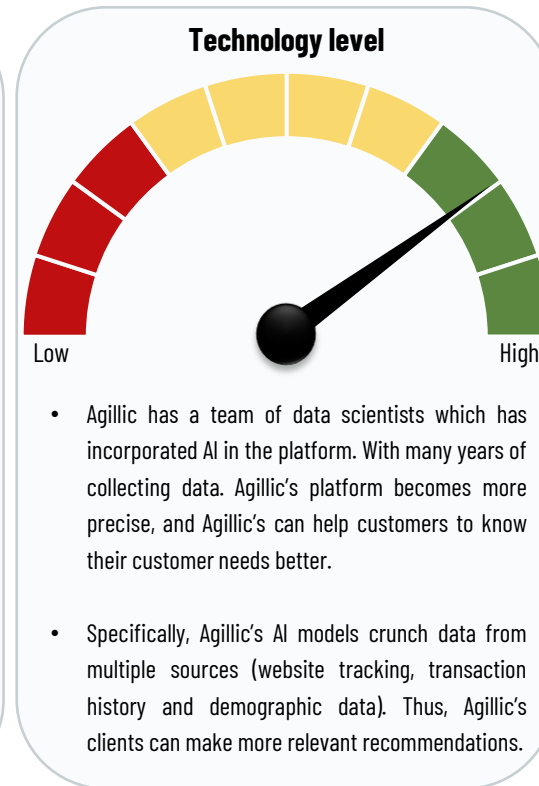 Technology level
Low
High
• Agillic has a team of data scientists which has
incorporated AI in the platform. With many years of
collecting data. Agillic's platform becomes more
precise, and Agillic's can help customers to know
their customer needs better.
• Specifically, Agillic's AI models crunch data from
multiple sources (website tracking, transaction
history and demographic data). Thus, Agillic's
clients can make more relevant recommendations.